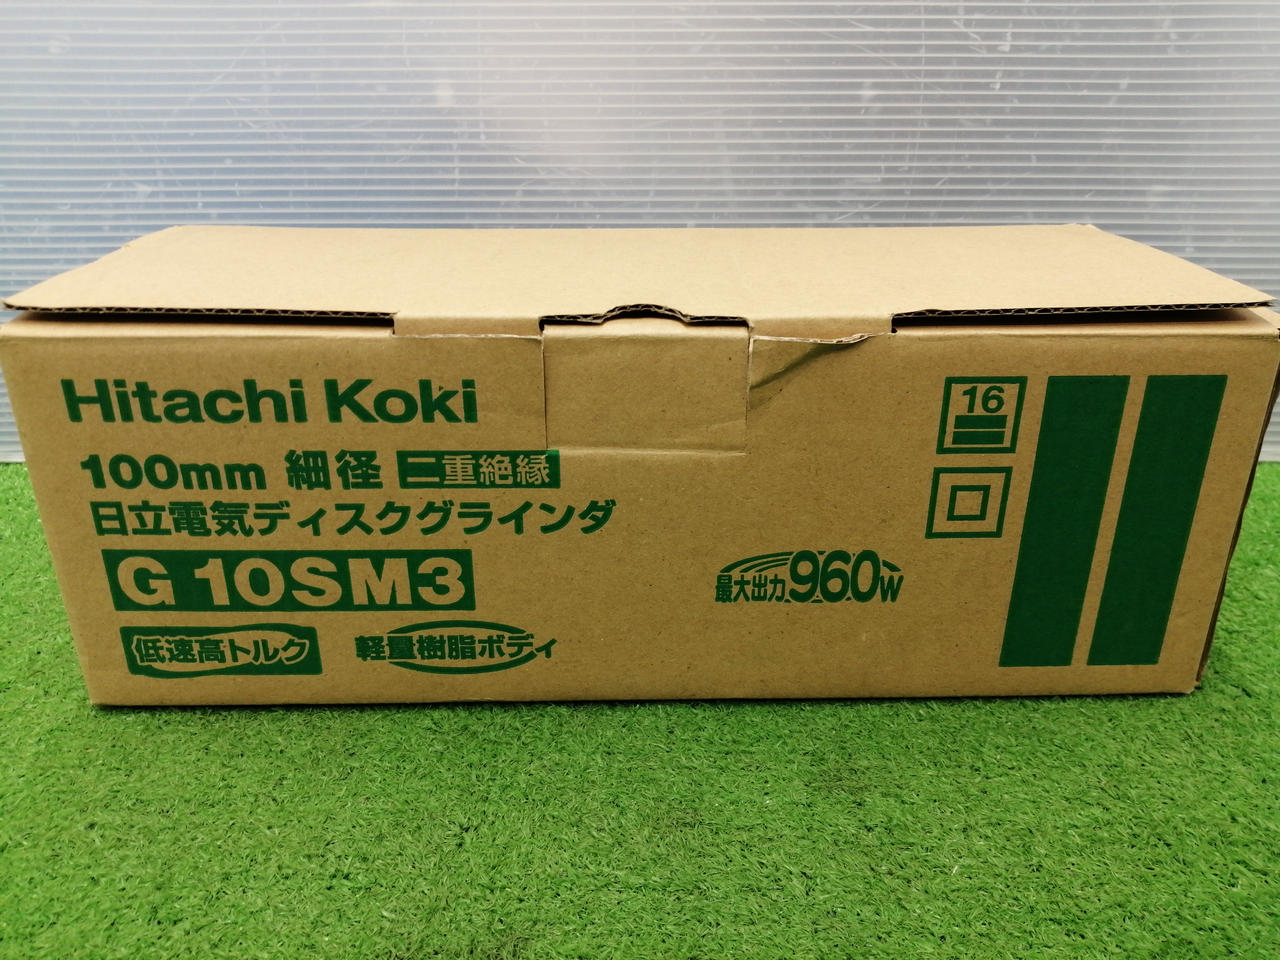 Hitachi Koki
100mm 細径 二重絶縁
日立電気ディスクグラインダ
G 10SM3
低速高トルク 軽量樹脂ボディ
最大出力960W
16